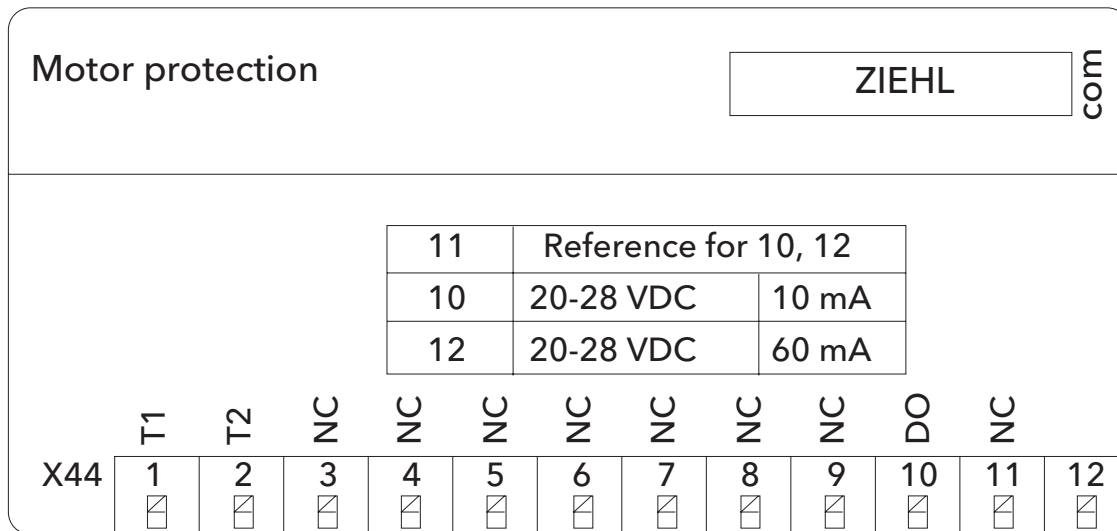 Motor protection
ZIEHL
com
11 Reference for 10, 12
10 20-28 VDC 10 mA
12 20-28 VDC 60 mA
T1 T2 NC NC NC NC NC NC NC DO NC
X44 1 2 3 4 5 6 7 8 9 10 11 12